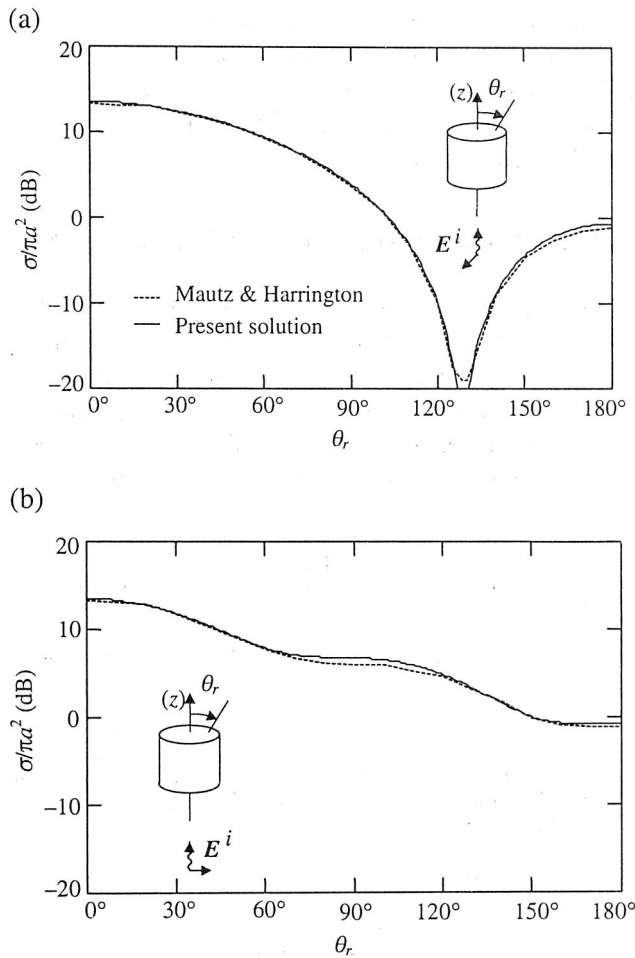 (a)
20
10
0
−10
−20
σ/πa² (dB)
(z)
θr
E i
Mautz & Harrington
Present solution
0° 30° 60° 90° 120° 150° 180°
θr
(b)
20
10
0
−10
−20
σ/πa² (dB)
(z)
θr
E i
0° 30° 60° 90° 120° 150° 180°
θr